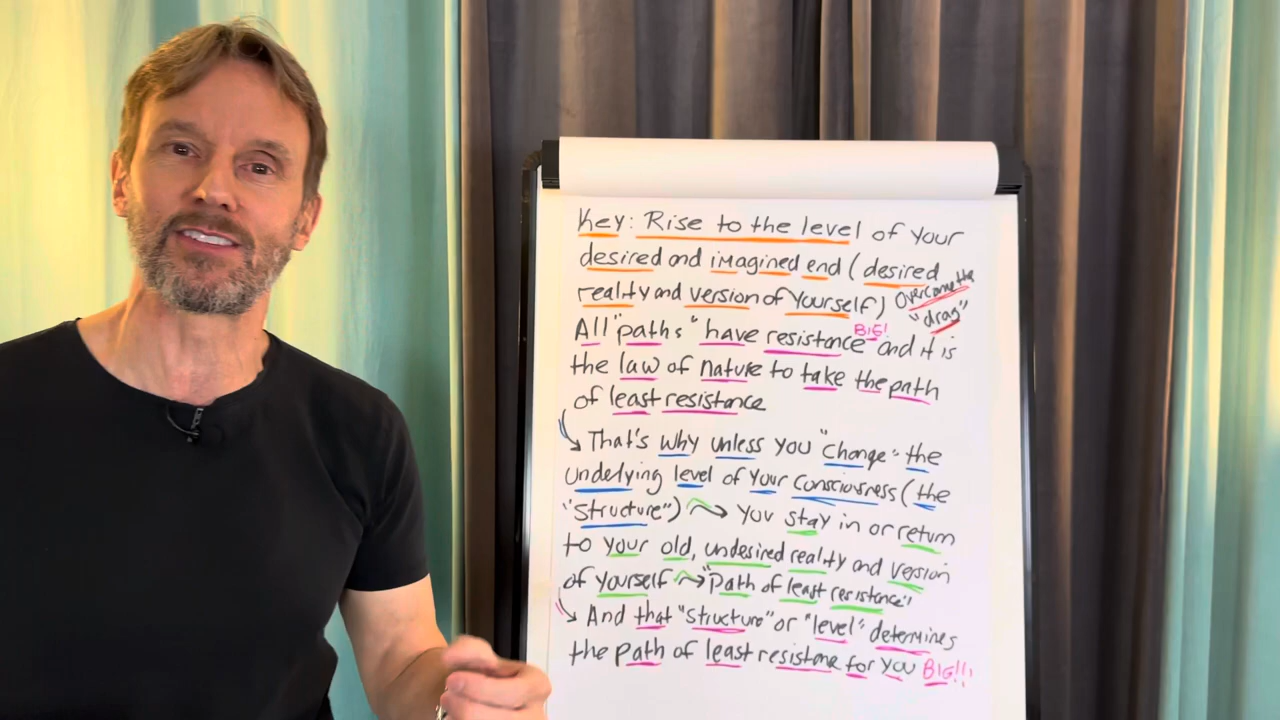 Key: Rise to the level of your
desired and imagined end (desired
reality and version of Yourself) Overcome the
"drag"
All "paths" have resistance BIG! and it is
the law of nature to take the path
of least resistance
That's why unless you "change" the
underlying level of your consciousness (the
"structure") you stay in or return
to your old, undesired reality and version
of yourself "path of least resistance"
And that "structure" or "level" determines
the path of least resistance for you BIG!!!